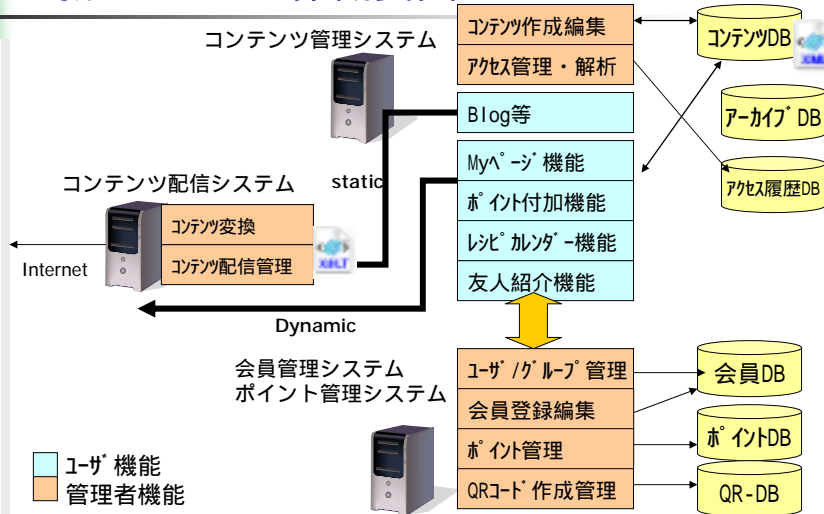 コンテンツ管理システム
コンテンツ作成編集
アクセス管理・解析
Blog等
Myページ機能
ポイント付加機能
レシピカレンダー機能
友人紹介機能
コンテンツDB
XML
アーカイブDB
アクセス履歴DB
コンテンツ配信システム
static
コンテンツ変換
コンテンツ配信管理
XSLT
Internet
Dynamic
会員管理システム
ポイント管理システム
ユーザ/グループ管理
会員登録編集
ポイント管理
QRコード作成管理
会員DB
ポイントDB
QR-DB
ユーザ機能
管理者機能